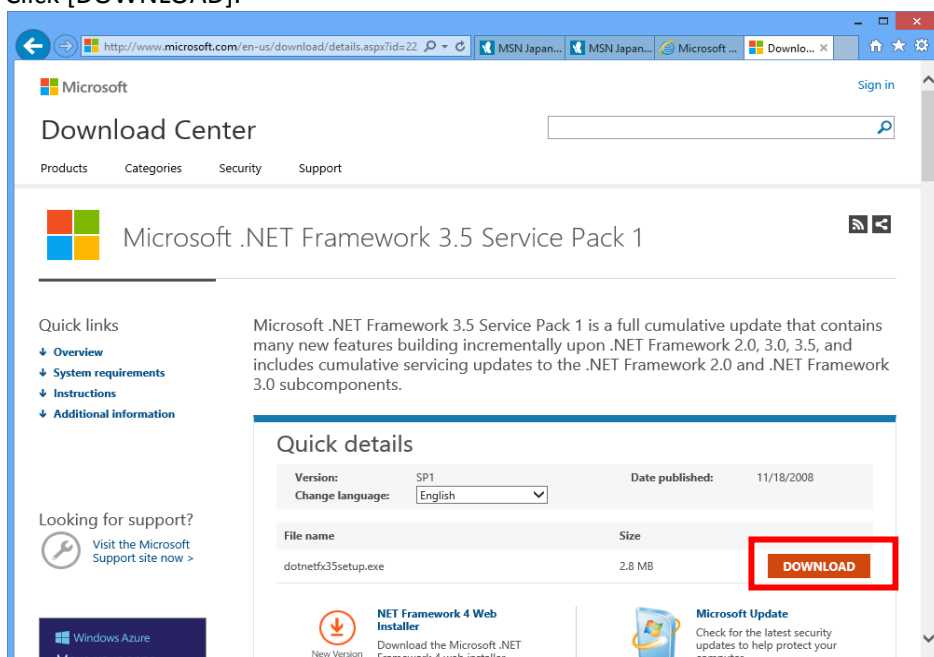 Click [DOWNLOAD].
http://www.microsoft.com/en-us/download/details.aspx?id=22
MSN Japan...
MSN Japan...
Microsoft ...
Downlo...
Microsoft
Sign in
Download Center
Products Categories Security Support
Microsoft .NET Framework 3.5 Service Pack 1
Quick links
Overview
System requirements
Instructions
Additional information
Microsoft .NET Framework 3.5 Service Pack 1 is a full cumulative update that contains
many new features building incrementally upon .NET Framework 2.0, 3.0, 3.5, and
includes cumulative servicing updates to the .NET Framework 2.0 and .NET Framework
3.0 subcomponents.
Quick details
Version: SP1 Date published: 11/18/2008
Change language: English
Looking for support?
Visit the Microsoft
Support site now >
File name Size
dotnetfx35setup.exe 2.8 MB DOWNLOAD
NET Framework 4 Web
Installer
Download the Microsoft .NET
Framework 4 web installer
New Version
Microsoft Update
Check for the latest security
updates to help protect your
computer
Windows Azure